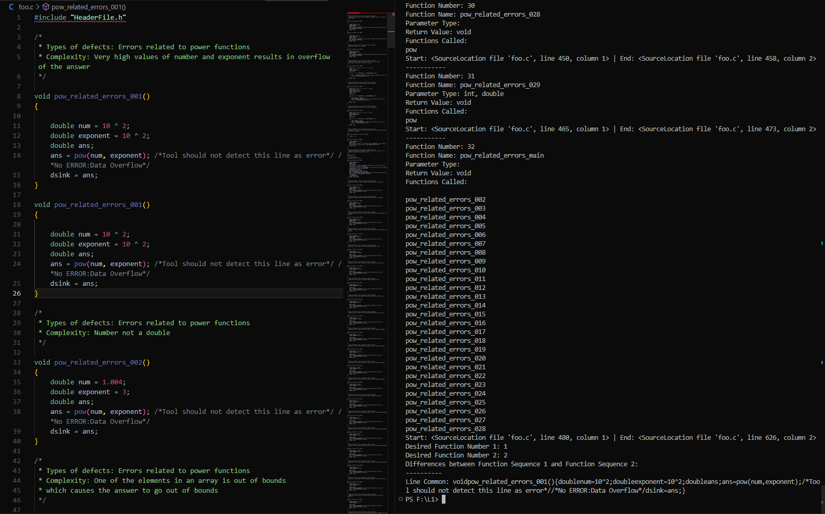 foo.c > pow_related_errors_001()
1 #include "HeaderFile.h"
2
3 /*
4 * Types of defects: Errors related to power functions
5 * Complexity: Very high values of number and exponent results in overflow
of the answer
6 */
7
8 void pow_related_errors_001()
9 {
10
11 double num = 10 ^ 2;
12 double exponent = 10 ^ 2;
13 double ans;
14 ans = pow(num, exponent); /*Tool should not detect this line as error*/ /
*No ERROR:Data Overflow*/
15 dsink = ans;
16 }
17
18 void pow_related_errors_001()
19 {
20
21 double num = 10 ^ 2;
22 double exponent = 10 ^ 2;
23 double ans;
24 ans = pow(num, exponent); /*Tool should not detect this line as error*/ /
*No ERROR:Data Overflow*/
25 dsink = ans;
26 }
27
28 /*
29 * Types of defects: Errors related to power functions
30 * Complexity: Number not a double
31 */
32
33 void pow_related_errors_002()
34 {
35 double num = 1.004;
36 double exponent = 3;
37 double ans;
38 ans = pow(num, exponent); /*Tool should not detect this line as error*/ /
*No ERROR:Data Overflow*/
39 dsink = ans;
40 }
41
42 /*
43 * Types of defects: Errors related to power functions
44 * Complexity: One of the elements in an array is out of bounds
45 * which causes the answer to go out of bounds
46 */
47
Function Number: 30
Function Name: pow_related_errors_028
Parameter Type:
Return Value: void
Functions Called:
pow
Start: <SourceLocation file 'foo.c', line 450, column 1> | End: <SourceLocation file 'foo.c', line 458, column 2>
-----------
Function Number: 31
Function Name: pow_related_errors_029
Parameter Type: int, double
Return Value: void
Functions Called:
pow
Start: <SourceLocation file 'foo.c', line 465, column 1> | End: <SourceLocation file 'foo.c', line 473, column 2>
-----------
Function Number: 32
Function Name: pow_related_errors_main
Parameter Type:
Return Value: void
Functions Called:
pow_related_errors_002
pow_related_errors_003
pow_related_errors_004
pow_related_errors_005
pow_related_errors_006
pow_related_errors_007
pow_related_errors_008
pow_related_errors_009
pow_related_errors_010
pow_related_errors_011
pow_related_errors_012
pow_related_errors_013
pow_related_errors_014
pow_related_errors_015
pow_related_errors_016
pow_related_errors_017
pow_related_errors_018
pow_related_errors_019
pow_related_errors_020
pow_related_errors_021
pow_related_errors_022
pow_related_errors_023
pow_related_errors_024
pow_related_errors_025
pow_related_errors_026
pow_related_errors_027
pow_related_errors_028
Start: <SourceLocation file 'foo.c', line 480, column 1> | End: <SourceLocation file 'foo.c', line 626, column 2>
Desired Function Number 1: 1
Desired Function Number 2: 2
Differences between Function Sequence 1 and Function Sequence 2:
----------
Line Common: voidpow_related_errors_001(){doublenum=10^2;doubleexponent=10^2;doubleans;ans=pow(num,exponent);/*Too
l should not detect this line as error*//*No ERROR:Data Overflow*/dsink=ans;}
PS F:\L1>